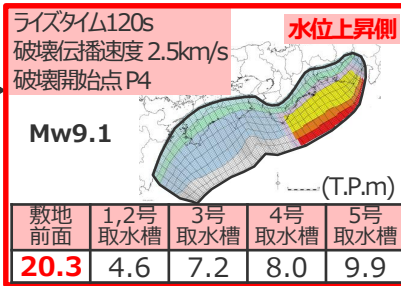 ライズタイム120s
水位上昇側
破壊伝播速度 2.5km/s
破壊開始点 P4
Mw9.1
(T.P.m)
敷地前面 1,2号取水槽 3号取水槽 4号取水槽 5号取水槽
20.3 4.6 7.2 8.0 9.9